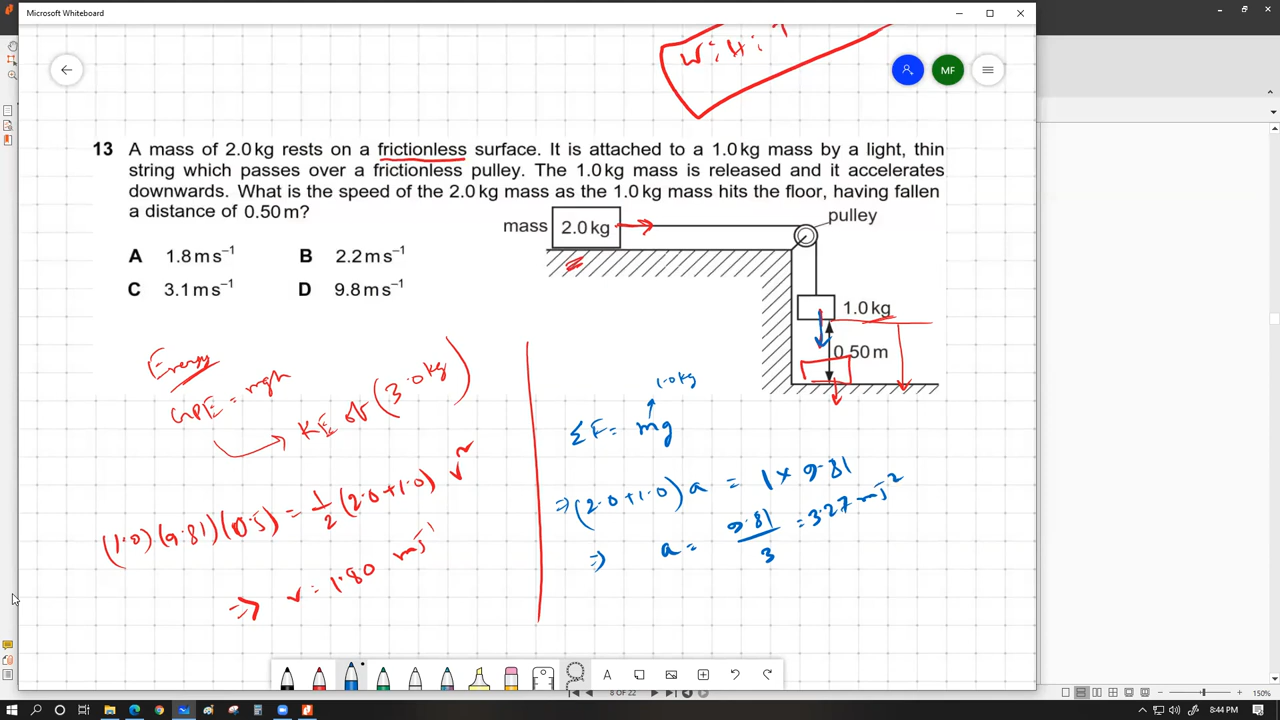 Microsoft Whiteboard
W.H.
MF
13 A mass of 2.0 kg rests on a frictionless surface. It is attached to a 1.0 kg mass by a light, thin
string which passes over a frictionless pulley. The 1.0 kg mass is released and it accelerates
downwards. What is the speed of the 2.0 kg mass as the 1.0 kg mass hits the floor, having fallen
a distance of 0.50 m?
pulley
mass 2.0 kg
A 1.8 m s⁻¹ B 2.2 m s⁻¹
C 3.1 m s⁻¹ D 9.8 m s⁻¹
1.0 kg
0.50 m
Energy
GPE = mgh
→ KE of (3.0 kg)
(1.0)(9.81)(0.5) = 1/2 (2.0+1.0) v²
⇒ v = 1.80 ms⁻¹
1.0 kg
ΣF = mg
⇒ (2.0+1.0) a = 1 × 9.81
⇒ a = 9.81/3 = 3.27 ms⁻²
8 OF 22
150%
8:44 PM